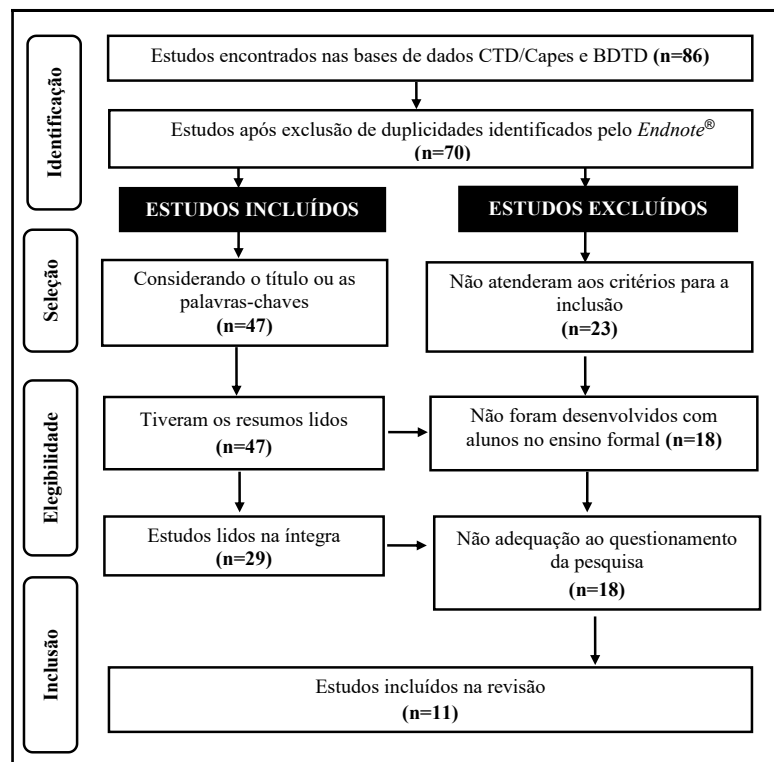 Identificação
Estudos encontrados nas bases de dados CTD/Capes e BDTD (n=86)
Estudos após exclusão de duplicidades identificados pelo Endnote®
(n=70)
ESTUDOS INCLUÍDOS
ESTUDOS EXCLUÍDOS
Seleção
Considerando o título ou as
palavras-chaves
(n=47)
Não atenderam aos critérios para a
inclusão
(n=23)
Elegibilidade
Tiveram os resumos lidos
(n=47)
Não foram desenvolvidos com
alunos no ensino formal (n=18)
Estudos lidos na íntegra
(n=29)
Não adequação ao questionamento
da pesquisa
(n=18)
Inclusão
Estudos incluídos na revisão
(n=11)